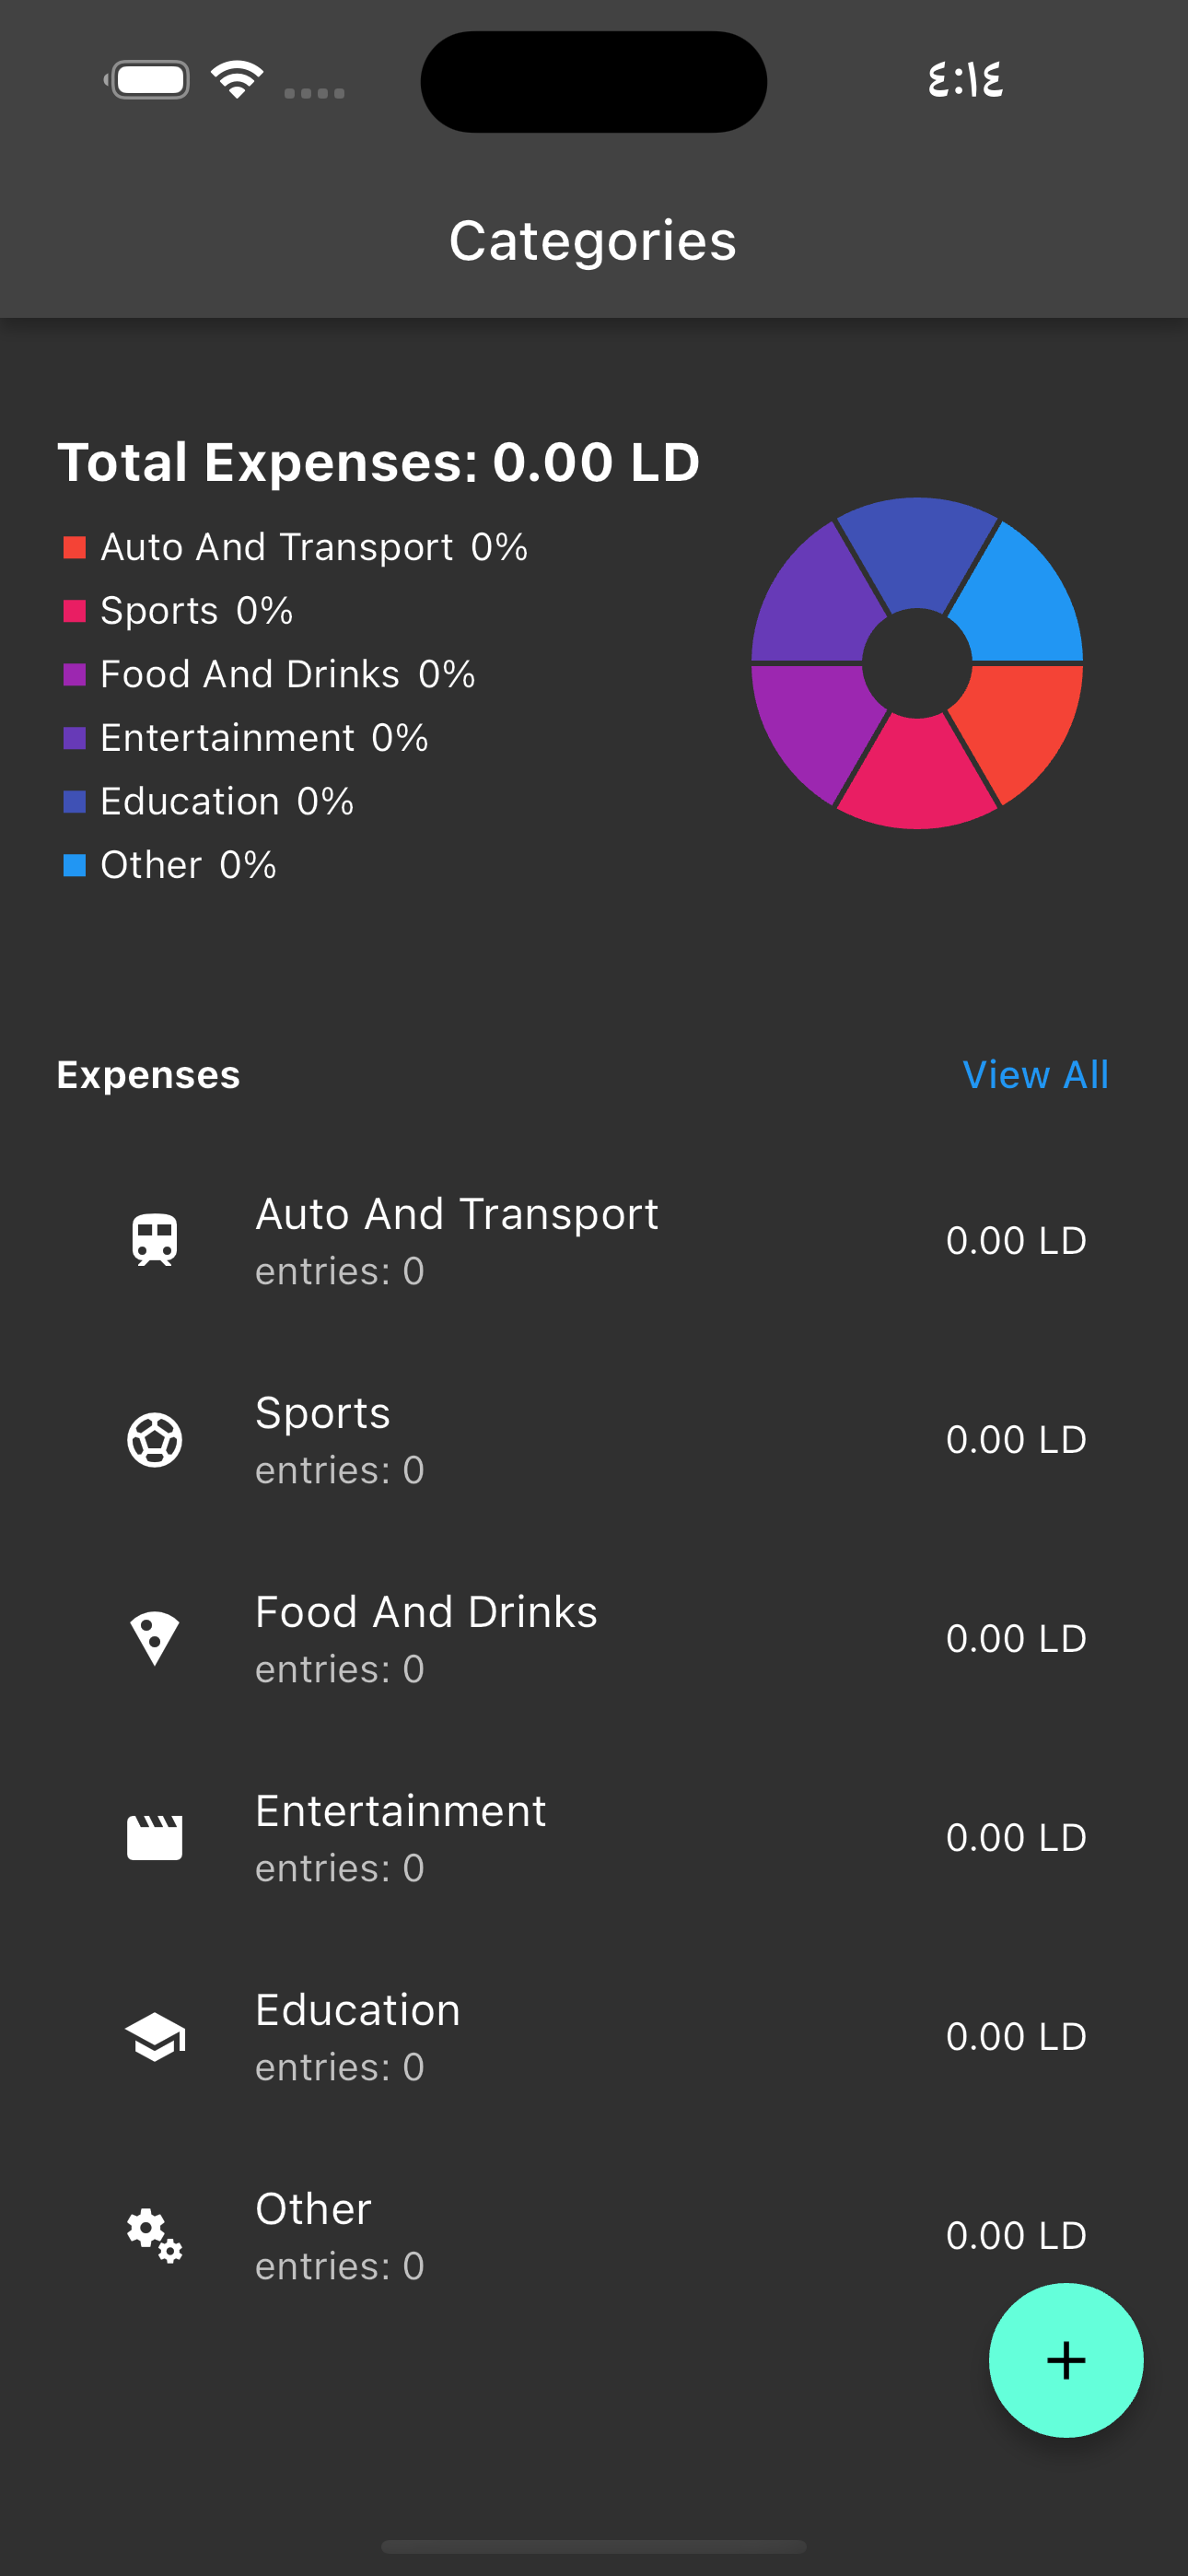 ٤:١٤
Categories
Total Expenses: 0.00 LD
Auto And Transport 0%
Sports 0%
Food And Drinks 0%
Entertainment 0%
Education 0%
Other 0%
Expenses
View All
Auto And Transport
entries: 0
0.00 LD
Sports
entries: 0
0.00 LD
Food And Drinks
entries: 0
0.00 LD
Entertainment
entries: 0
0.00 LD
Education
entries: 0
0.00 LD
Other
entries: 0
0.00 LD
+